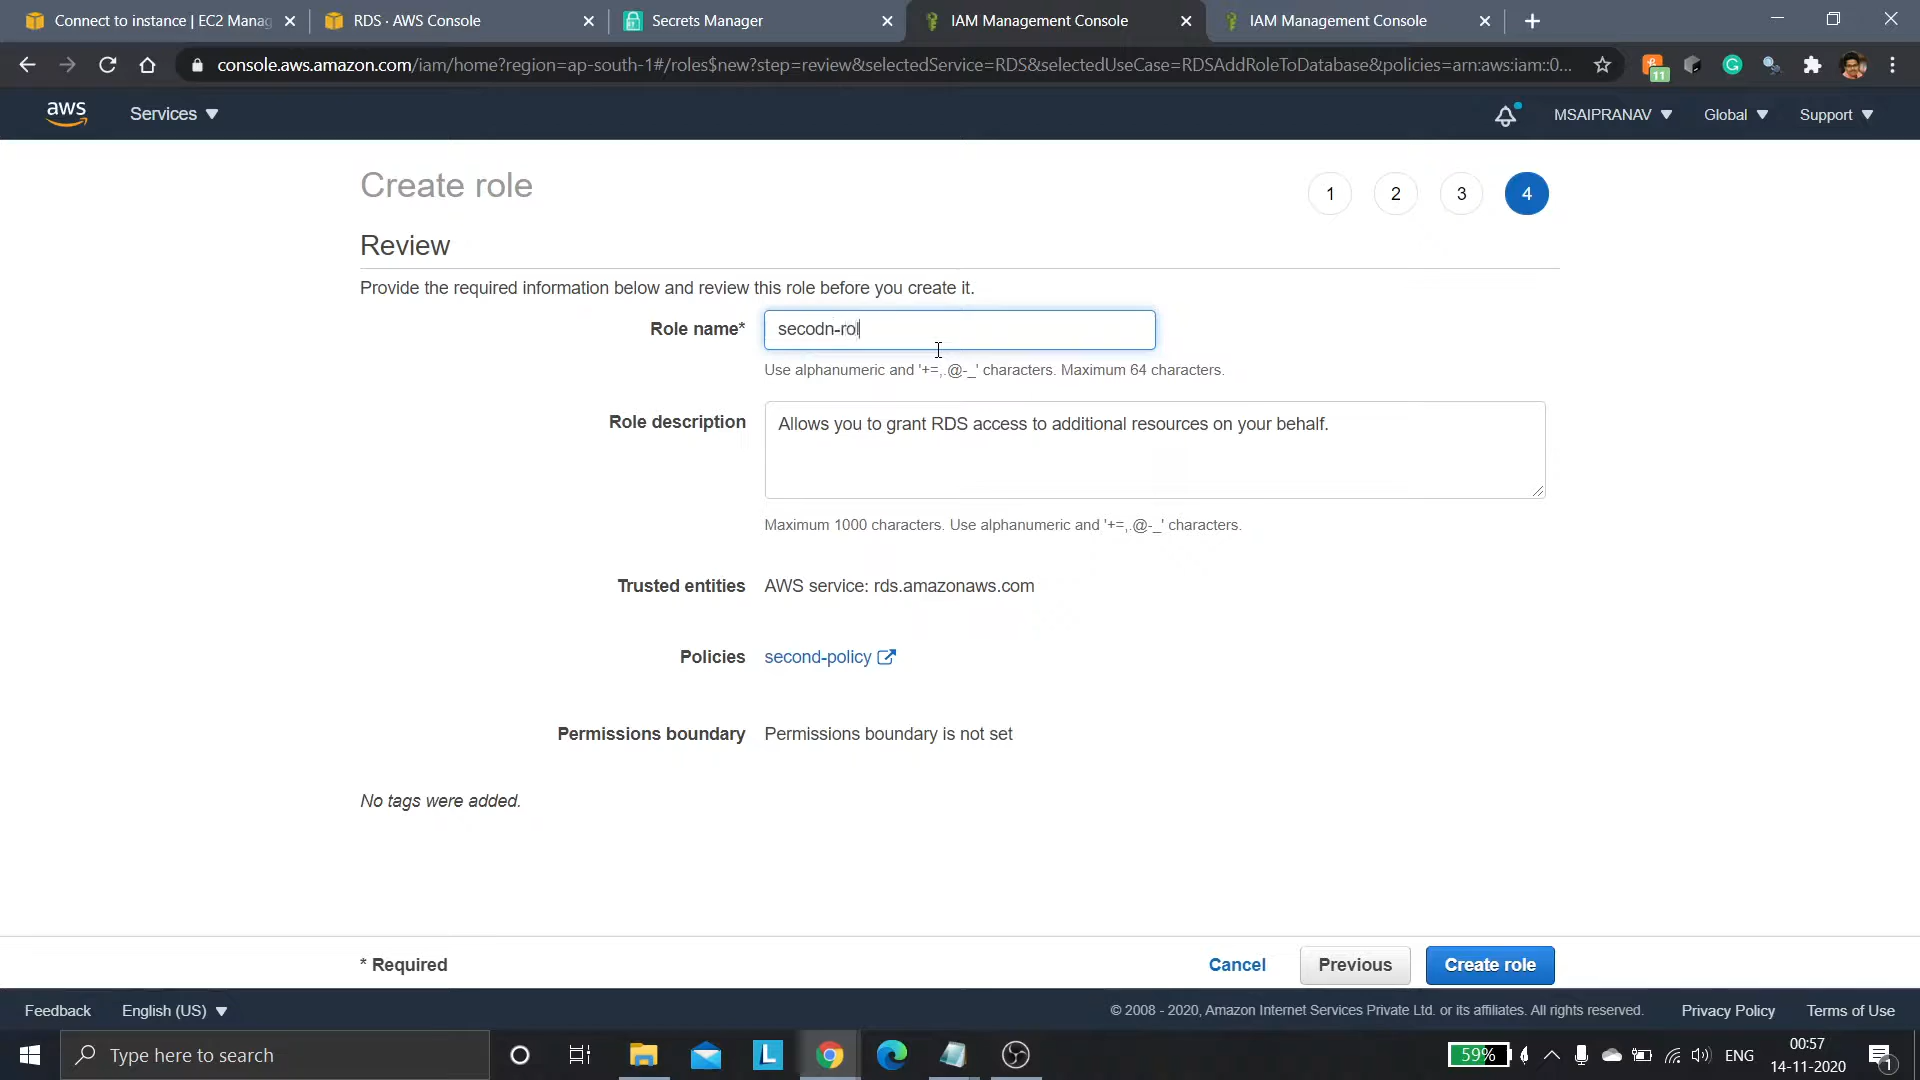 Connect to instance | EC2 Manag
RDS · AWS Console
Secrets Manager
IAM Management Console
IAM Management Console
console.aws.amazon.com/iam/home?region=ap-south-1#/roles$new?step=review&selectedService=RDS&selectedUseCase=RDSAddRoleToDatabase&policies=arn:aws:iam::0...
11
aws
Services
MSAIPRANAV
Global
Support
Create role
1
2
3
4
Review
Provide the required information below and review this role before you create it.
Role name*
secodn-rol
Use alphanumeric and '+=,.@-_' characters. Maximum 64 characters.
Role description
Allows you to grant RDS access to additional resources on your behalf.
Maximum 1000 characters. Use alphanumeric and '+=,.@-_' characters.
Trusted entities
AWS service: rds.amazonaws.com
Policies
second-policy
Permissions boundary
Permissions boundary is not set
No tags were added.
* Required
Cancel
Previous
Create role
Feedback
English (US)
© 2008 - 2020, Amazon Internet Services Private Ltd. or its affiliates. All rights reserved.
Privacy Policy
Terms of Use
Type here to search
L
59%
ENG
00:57
14-11-2020
1